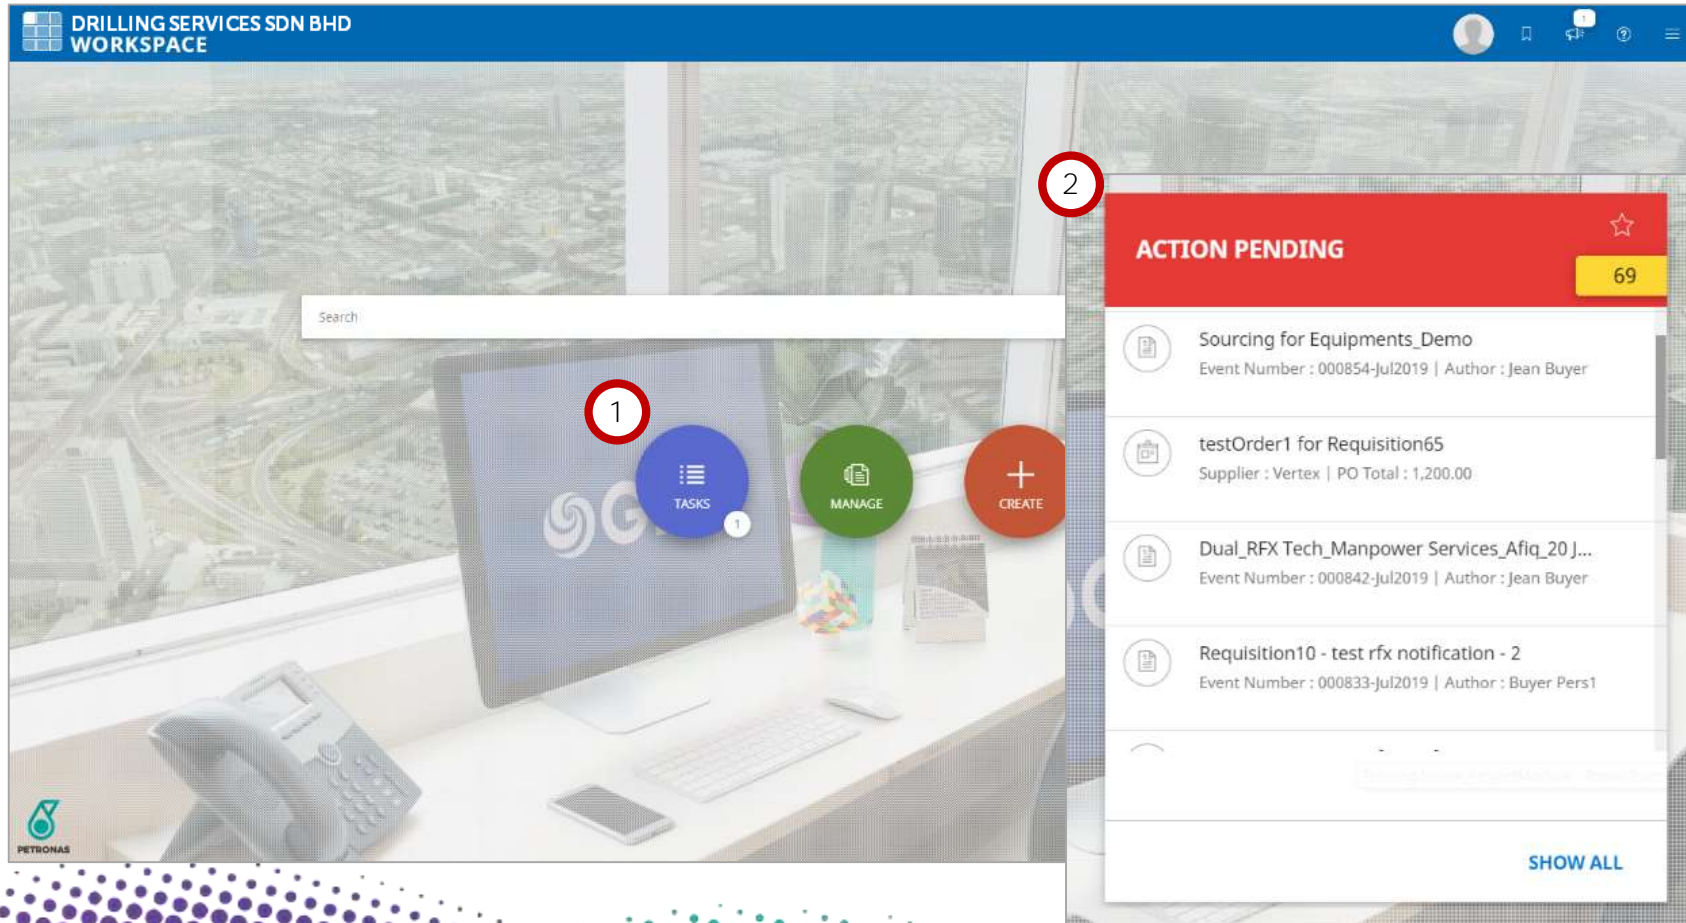 DRILLING SERVICES SDN BHD
WORKSPACE
1
2
ACTION PENDING
69
Search
Sourcing for Equipments_Demo
Event Number : 000854-Jul2019 | Author : Jean Buyer
1
testOrder1 for Requisition65
Supplier : Vertex | PO Total : 1,200.00
TASKS
1
MANAGE
CREATE
Dual_RFX Tech_Manpower Services_Afiq_20 J...
Event Number : 000842-Jul2019 | Author : Jean Buyer
Requisition10 - test rfx notification - 2
Event Number : 000833-Jul2019 | Author : Buyer Pers1
PETRONAS
SHOW ALL